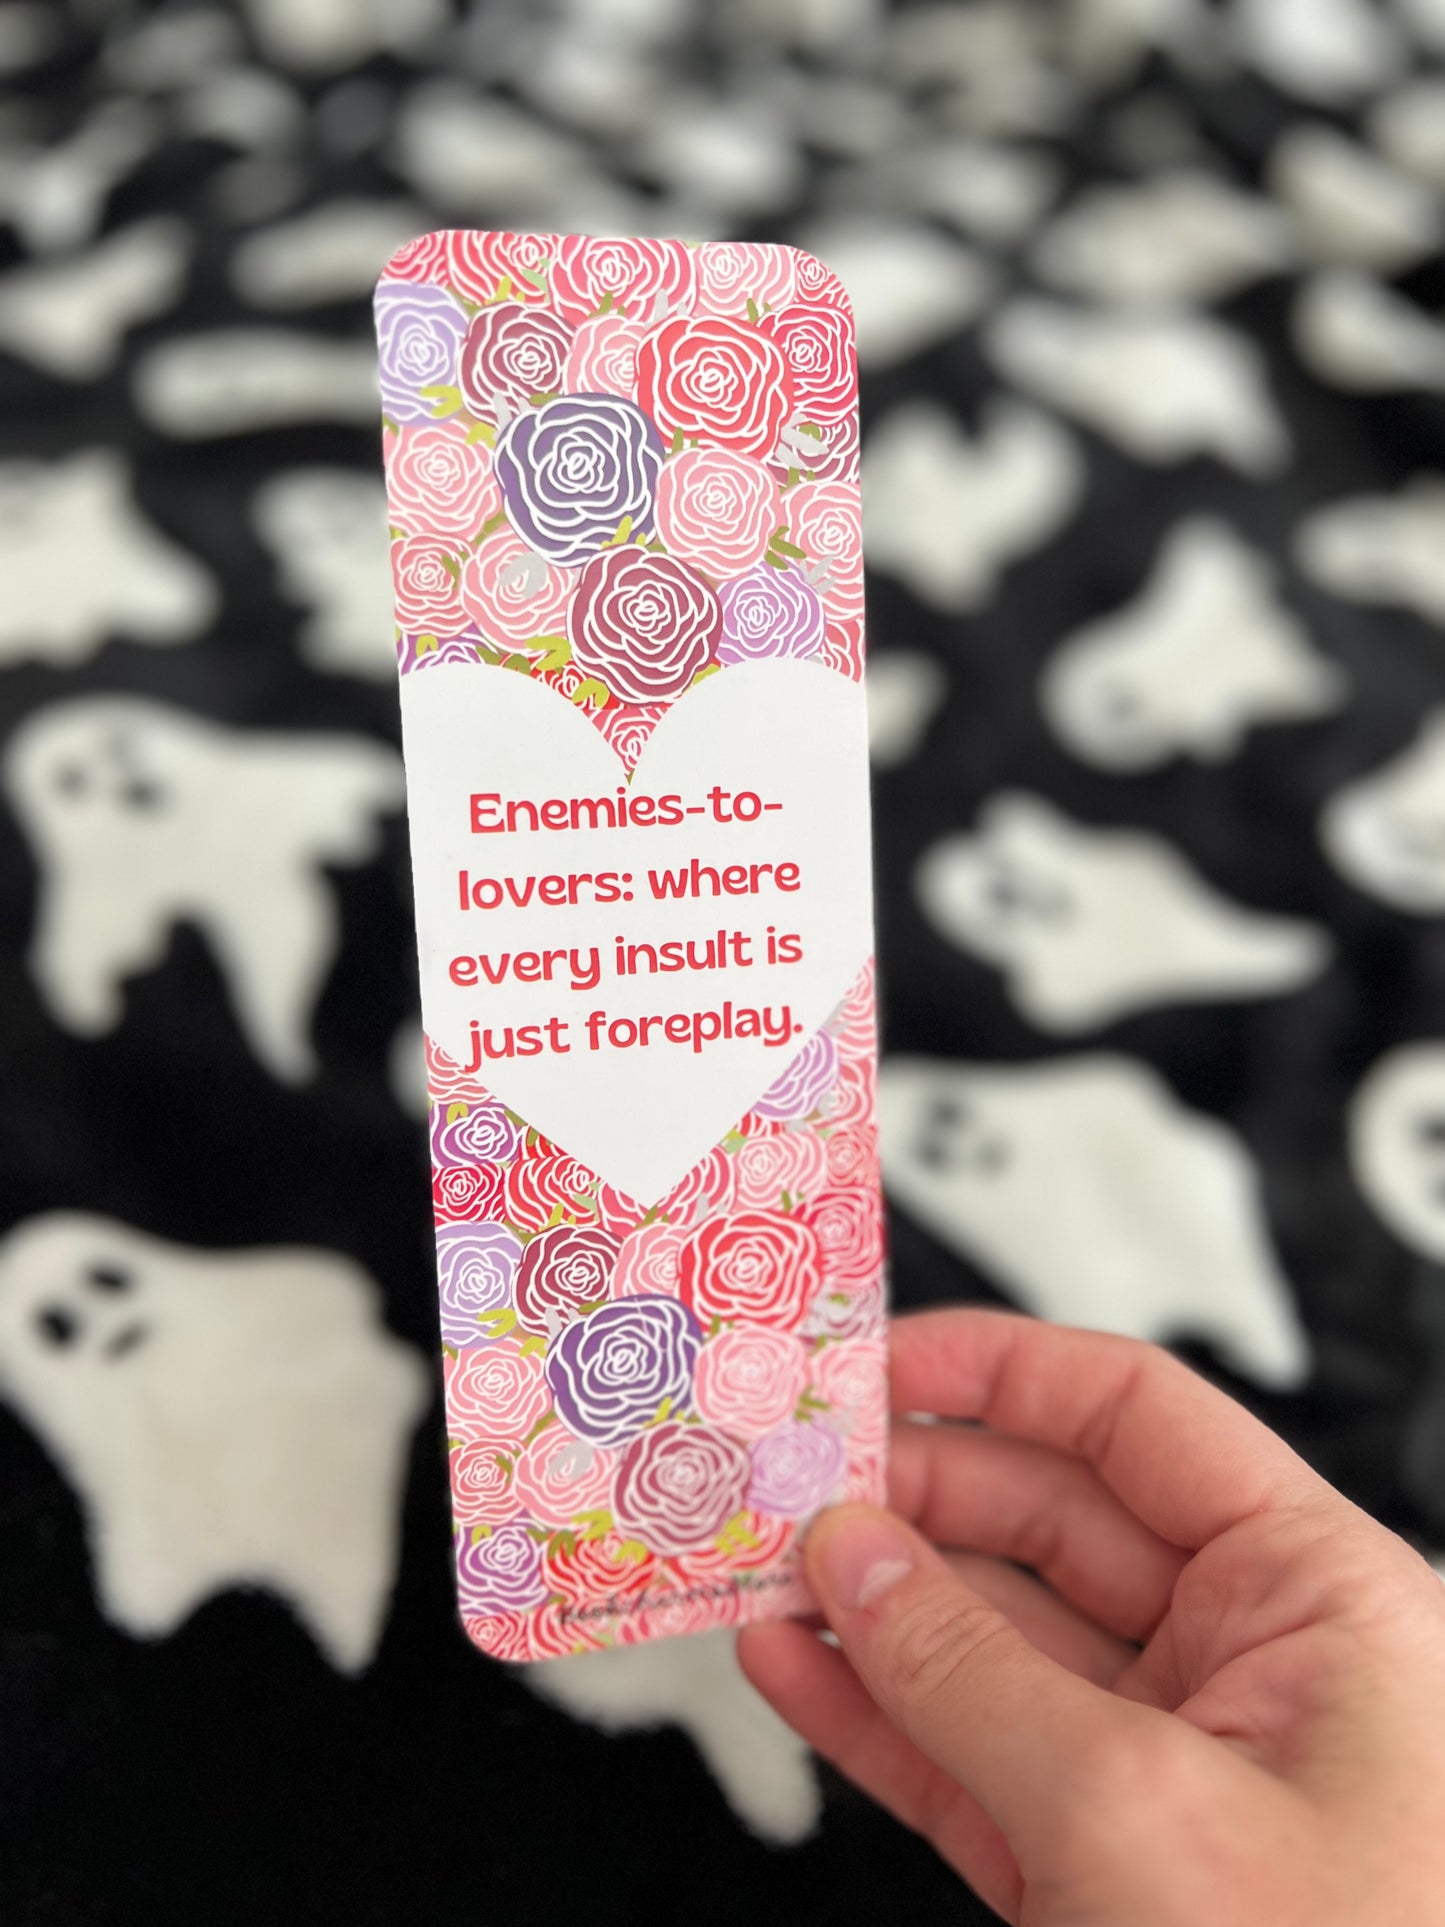 Enemies-to-
lovers: where
every insult is
just foreplay.